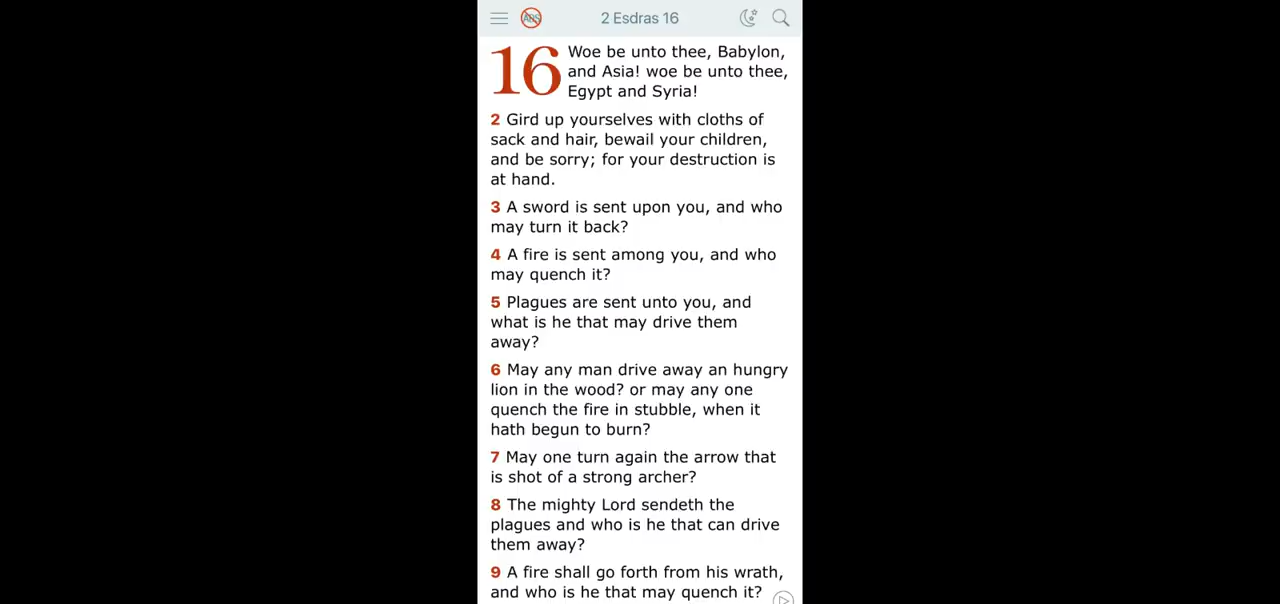 ADS
2 Esdras 16
16 Woe be unto thee, Babylon,
and Asia! woe be unto thee,
Egypt and Syria!
2 Gird up yourselves with cloths of
sack and hair, bewail your children,
and be sorry; for your destruction is
at hand.
3 A sword is sent upon you, and who
may turn it back?
4 A fire is sent among you, and who
may quench it?
5 Plagues are sent unto you, and
what is he that may drive them
away?
6 May any man drive away an hungry
lion in the wood? or may any one
quench the fire in stubble, when it
hath begun to burn?
7 May one turn again the arrow that
is shot of a strong archer?
8 The mighty Lord sendeth the
plagues and who is he that can drive
them away?
9 A fire shall go forth from his wrath,
and who is he that may quench it?